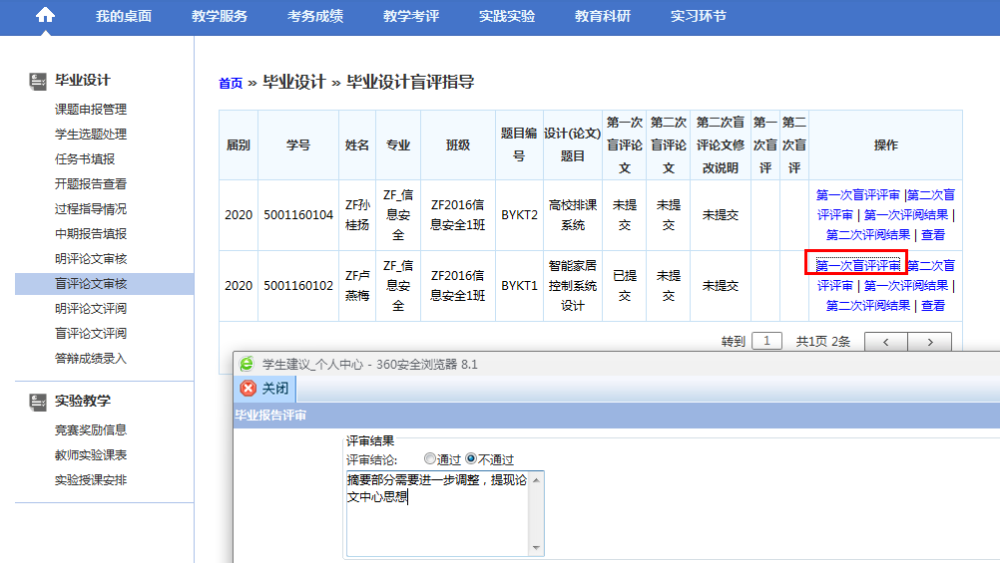 我的桌面 教学服务 考务成绩 教学考评 实践实验 教育科研 实习环节
毕业设计
课题申报管理
学生选题处理
任务书填报
开题报告查看
过程指导情况
中期报告填报
明评论文审核
盲评论文审核
明评论文评阅
盲评论文评阅
答辩成绩录入
实验教学
竞赛奖励信息
教师实验课表
实验授课安排
首页 » 毕业设计 » 毕业设计盲评指导
届别 学号 姓名 专业 班级 题目编号 设计(论文)题目 第一次盲评论文 第二次盲评论文 第二次盲评论文修改说明 第一次盲评 第二次盲评 操作
2020 5001160104 ZF孙桂扬 ZF_信息安全 ZF2016信息安全1班 BYKT2 高校排课系统 未提交 未提交 未提交 第一次盲评评审 |第二次盲评评审 | 第一次评阅结果 | 第二次评阅结果 | 查看
2020 5001160102 ZF卢燕梅 ZF_信息安全 ZF2016信息安全1班 BYKT1 智能家居控制系统设计 已提交 未提交 未提交 第一次盲评评审 第二次盲评评审 | 第一次评阅结果 | 第二次评阅结果 | 查看
转到 1 共1页 2条 < >
学生建议_个人中心 - 360安全浏览器 8.1
关闭
毕业报告评审
评审结果
评审结论: 通过 不通过
摘要部分需要进一步调整，提现论
文中心思想